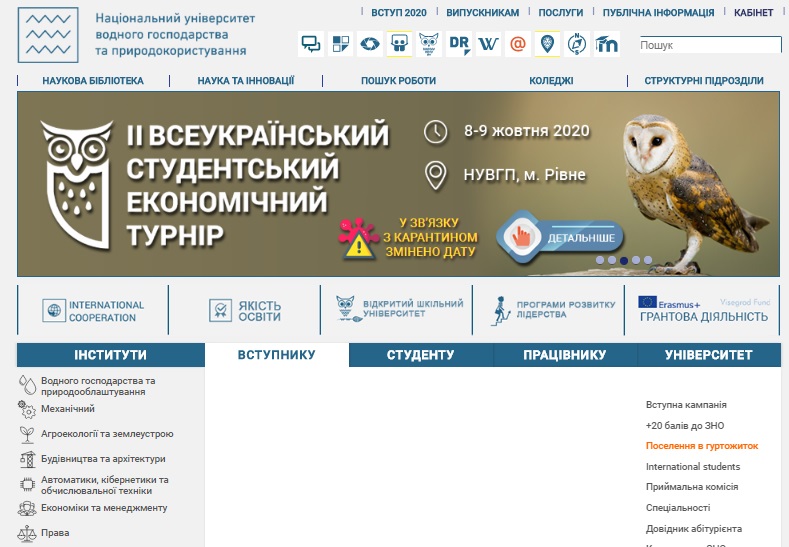 Національний університет
водного господарства
та природокористування
ВСТУП 2020
ВИПУСКНИКАМ
ПОСЛУГИ
ПУБЛІЧНА ІНФОРМАЦІЯ
КАБІНЕТ
DR
W
@
Пошук
НАУКОВА БІБЛІОТЕКА
НАУКА ТА ІННОВАЦІЇ
ПОШУК РОБОТИ
КОЛЕДЖІ
СТРУКТУРНІ ПІДРОЗДІЛИ
ІІ ВСЕУКРАЇНСЬКИЙ
СТУДЕНТСЬКИЙ
ЕКОНОМІЧНИЙ
ТУРНІР
8-9 жовтня 2020
НУВГП, м. Рівне
У ЗВ'ЯЗКУ
З КАРАНТИНОМ
ЗМІНЕНО ДАТУ
ДЕТАЛЬНІШЕ
INTERNATIONAL
COOPERATION
ЯКІСТЬ
ОСВІТИ
ВІДКРИТИЙ ШКІЛЬНИЙ
УНІВЕРСИТЕТ
ПРОГРАМИ РОЗВИТКУ
ЛІДЕРСТВА
Erasmus+
Visegrad Fund
ГРАНТОВА ДІЯЛЬНІСТЬ
ІНСТИТУТИ
ВСТУПНИКУ
СТУДЕНТУ
ПРАЦІВНИКУ
УНІВЕРСИТЕТ
Водного господарства та
природооблаштування
Механічний
Агроекології та землеустрою
Будівництва та архітектури
Автоматики, кібернетики та
обчислювальної техніки
Економіки та менеджменту
Права
Вступна кампанія
+20 балів до ЗНО
Поселення в гуртожиток
International students
Приймальна комісія
Спеціальності
Довідник абітурієнта